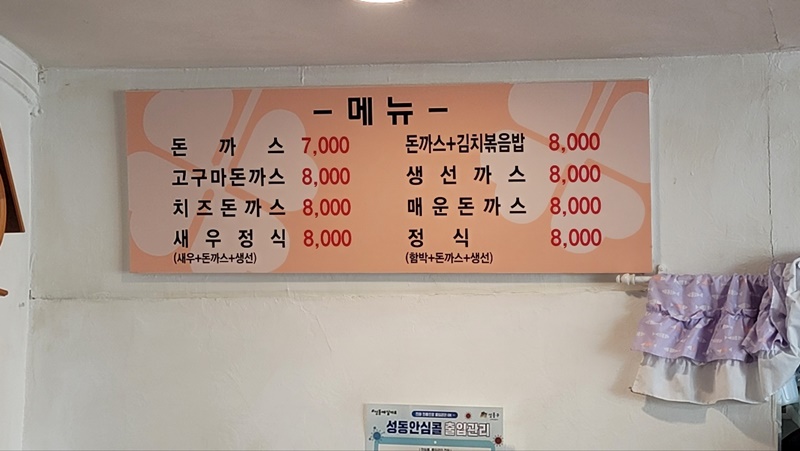 - 메뉴 -
돈까스 7,000
고구마돈까스 8,000
치즈돈까스 8,000
새우정식 8,000
(새우+돈까스+생선)
돈까스+김치볶음밥 8,000
생선까스 8,000
매운돈까스 8,000
정식 8,000
(함박+돈까스+생선)
성동구
성동안심콜 출입관리